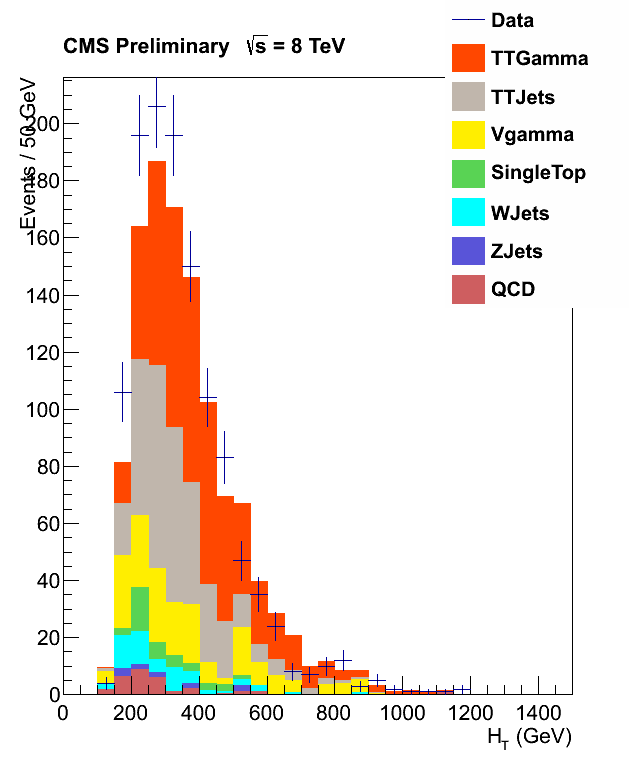 Data
CMS Preliminary √s = 8 TeV
TTGamma
TTJets
Vgamma
SingleTop
WJets
ZJets
QCD
Events / 50 GeV
200
180
160
140
120
100
80
60
40
20
0
0 200 400 600 800 1000 1200 1400
H_T (GeV)